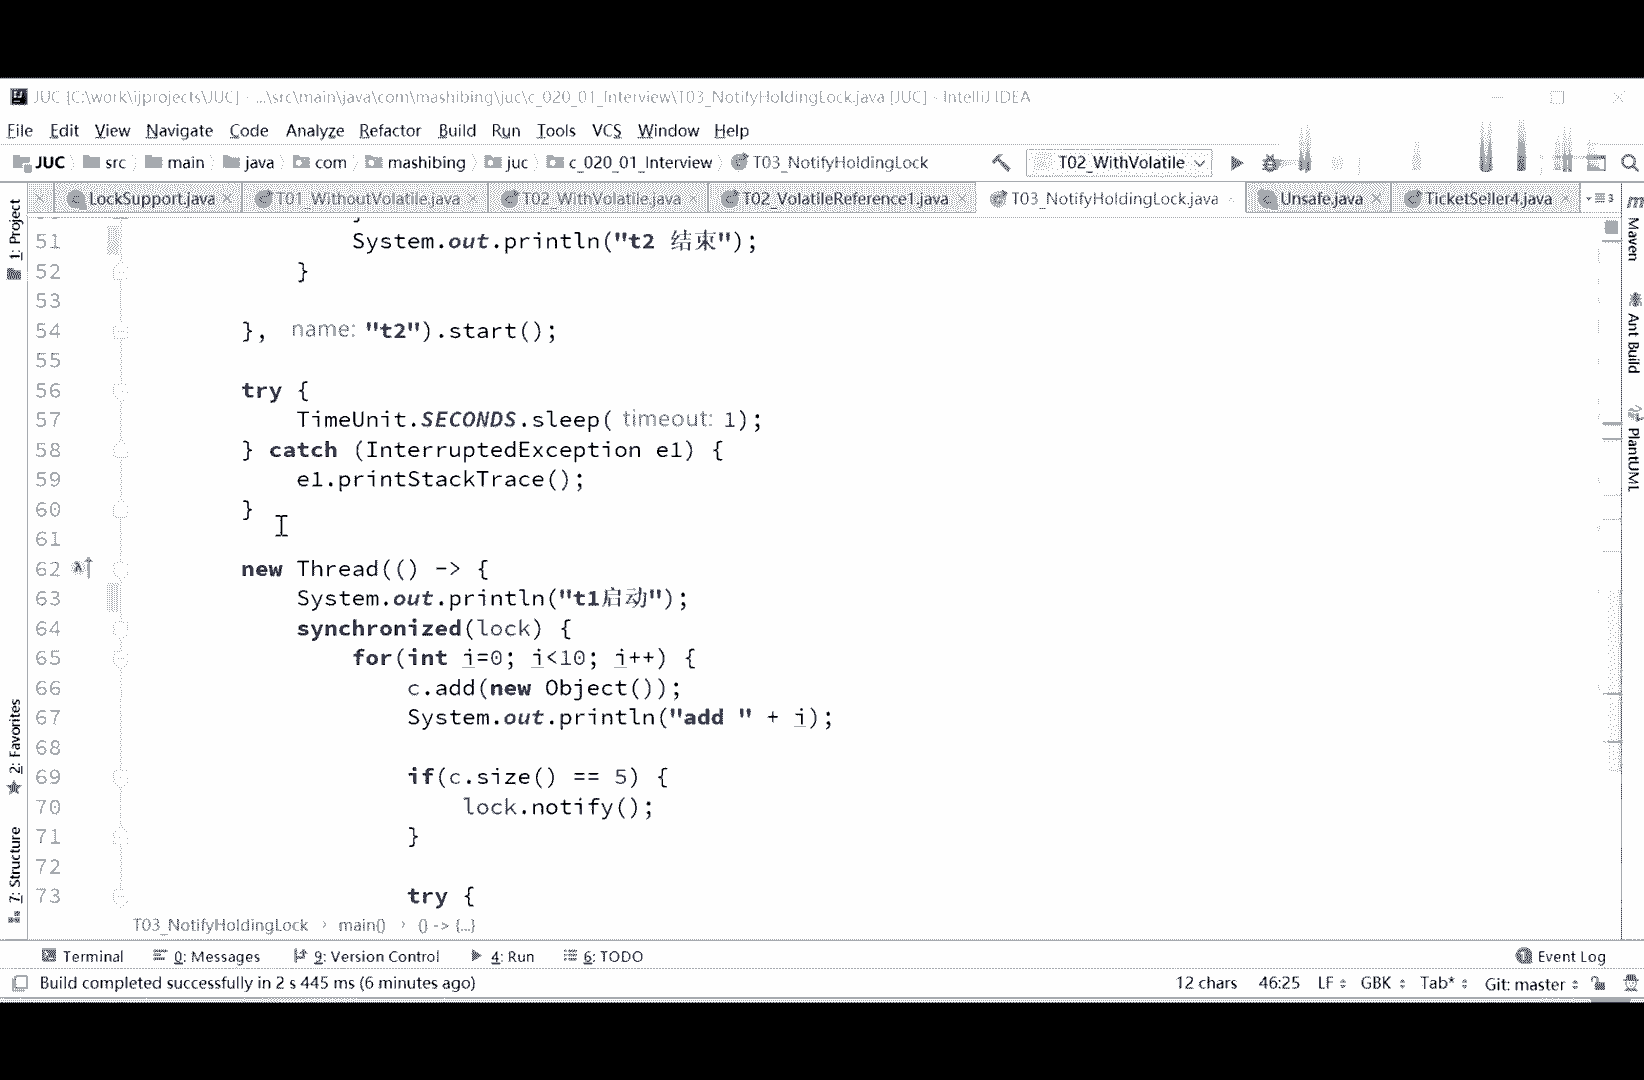 JUC [C:\work\ijprojects\JUC] - ...\src\main\java\com\mashibing\juc\c_020_01_Interview\T03_NotifyHoldingLock.java [JUC] - IntelliJ IDEA
File Edit View Navigate Code Analyze Refactor Build Run Tools VCS Window Help
JUC src main java com mashibing juc c_020_01_Interview T03_NotifyHoldingLock T02_WithVolatile
LockSupport.java T01_WithoutVolatile.java T02_WithVolatile.java T02_VolatileReference1.java T03_NotifyHoldingLock.java Unsafe.java TicketSeller4.java
1: Project
2: Favorites
7: Structure
51 System.out.println("t2 结束");
52 }
53
54 }, name: "t2").start();
55
56 try {
57 TimeUnit.SECONDS.sleep( timeout: 1);
58 } catch (InterruptedException e1) {
59 e1.printStackTrace();
60 }
61
62 new Thread(() -> {
63 System.out.println("t1启动");
64 synchronized(lock) {
65 for(int i=0; i<10; i++) {
66 c.add(new Object());
67 System.out.println("add " + i);
68
69 if(c.size() == 5) {
70 lock.notify();
71 }
72
73 try {
Maven
Ant Build
PlantUML
T03_NotifyHoldingLock › main() › () -> {...}
Terminal 0: Messages 9: Version Control 4: Run 6: TODO Event Log
Build completed successfully in 2 s 445 ms (6 minutes ago) 12 chars 46:25 LF GBK Tab* Git: master